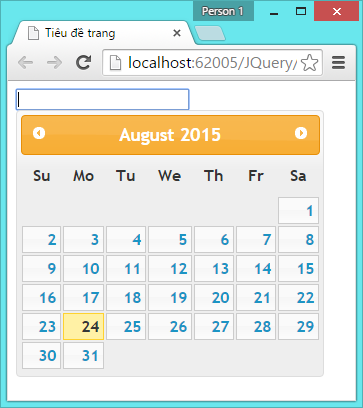 Person 1
Tiêu đề trang
localhost:62005/JQuery/
August 2015
Su Mo Tu We Th Fr Sa
1
2 3 4 5 6 7 8
9 10 11 12 13 14 15
16 17 18 19 20 21 22
23 24 25 26 27 28 29
30 31